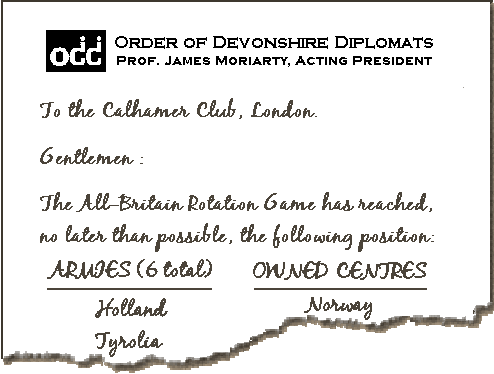 odd
ORDER OF DEVONSHIRE DIPLOMATS
PROF. JAMES MORIARTY, ACTING PRESIDENT
To the Calhamer Club, London.
Gentlemen :
The All-Britain Rotation Game has reached,
no later than possible, the following position:
ARMIES (6 total) OWNED CENTRES
Holland Norway
Tyrolia